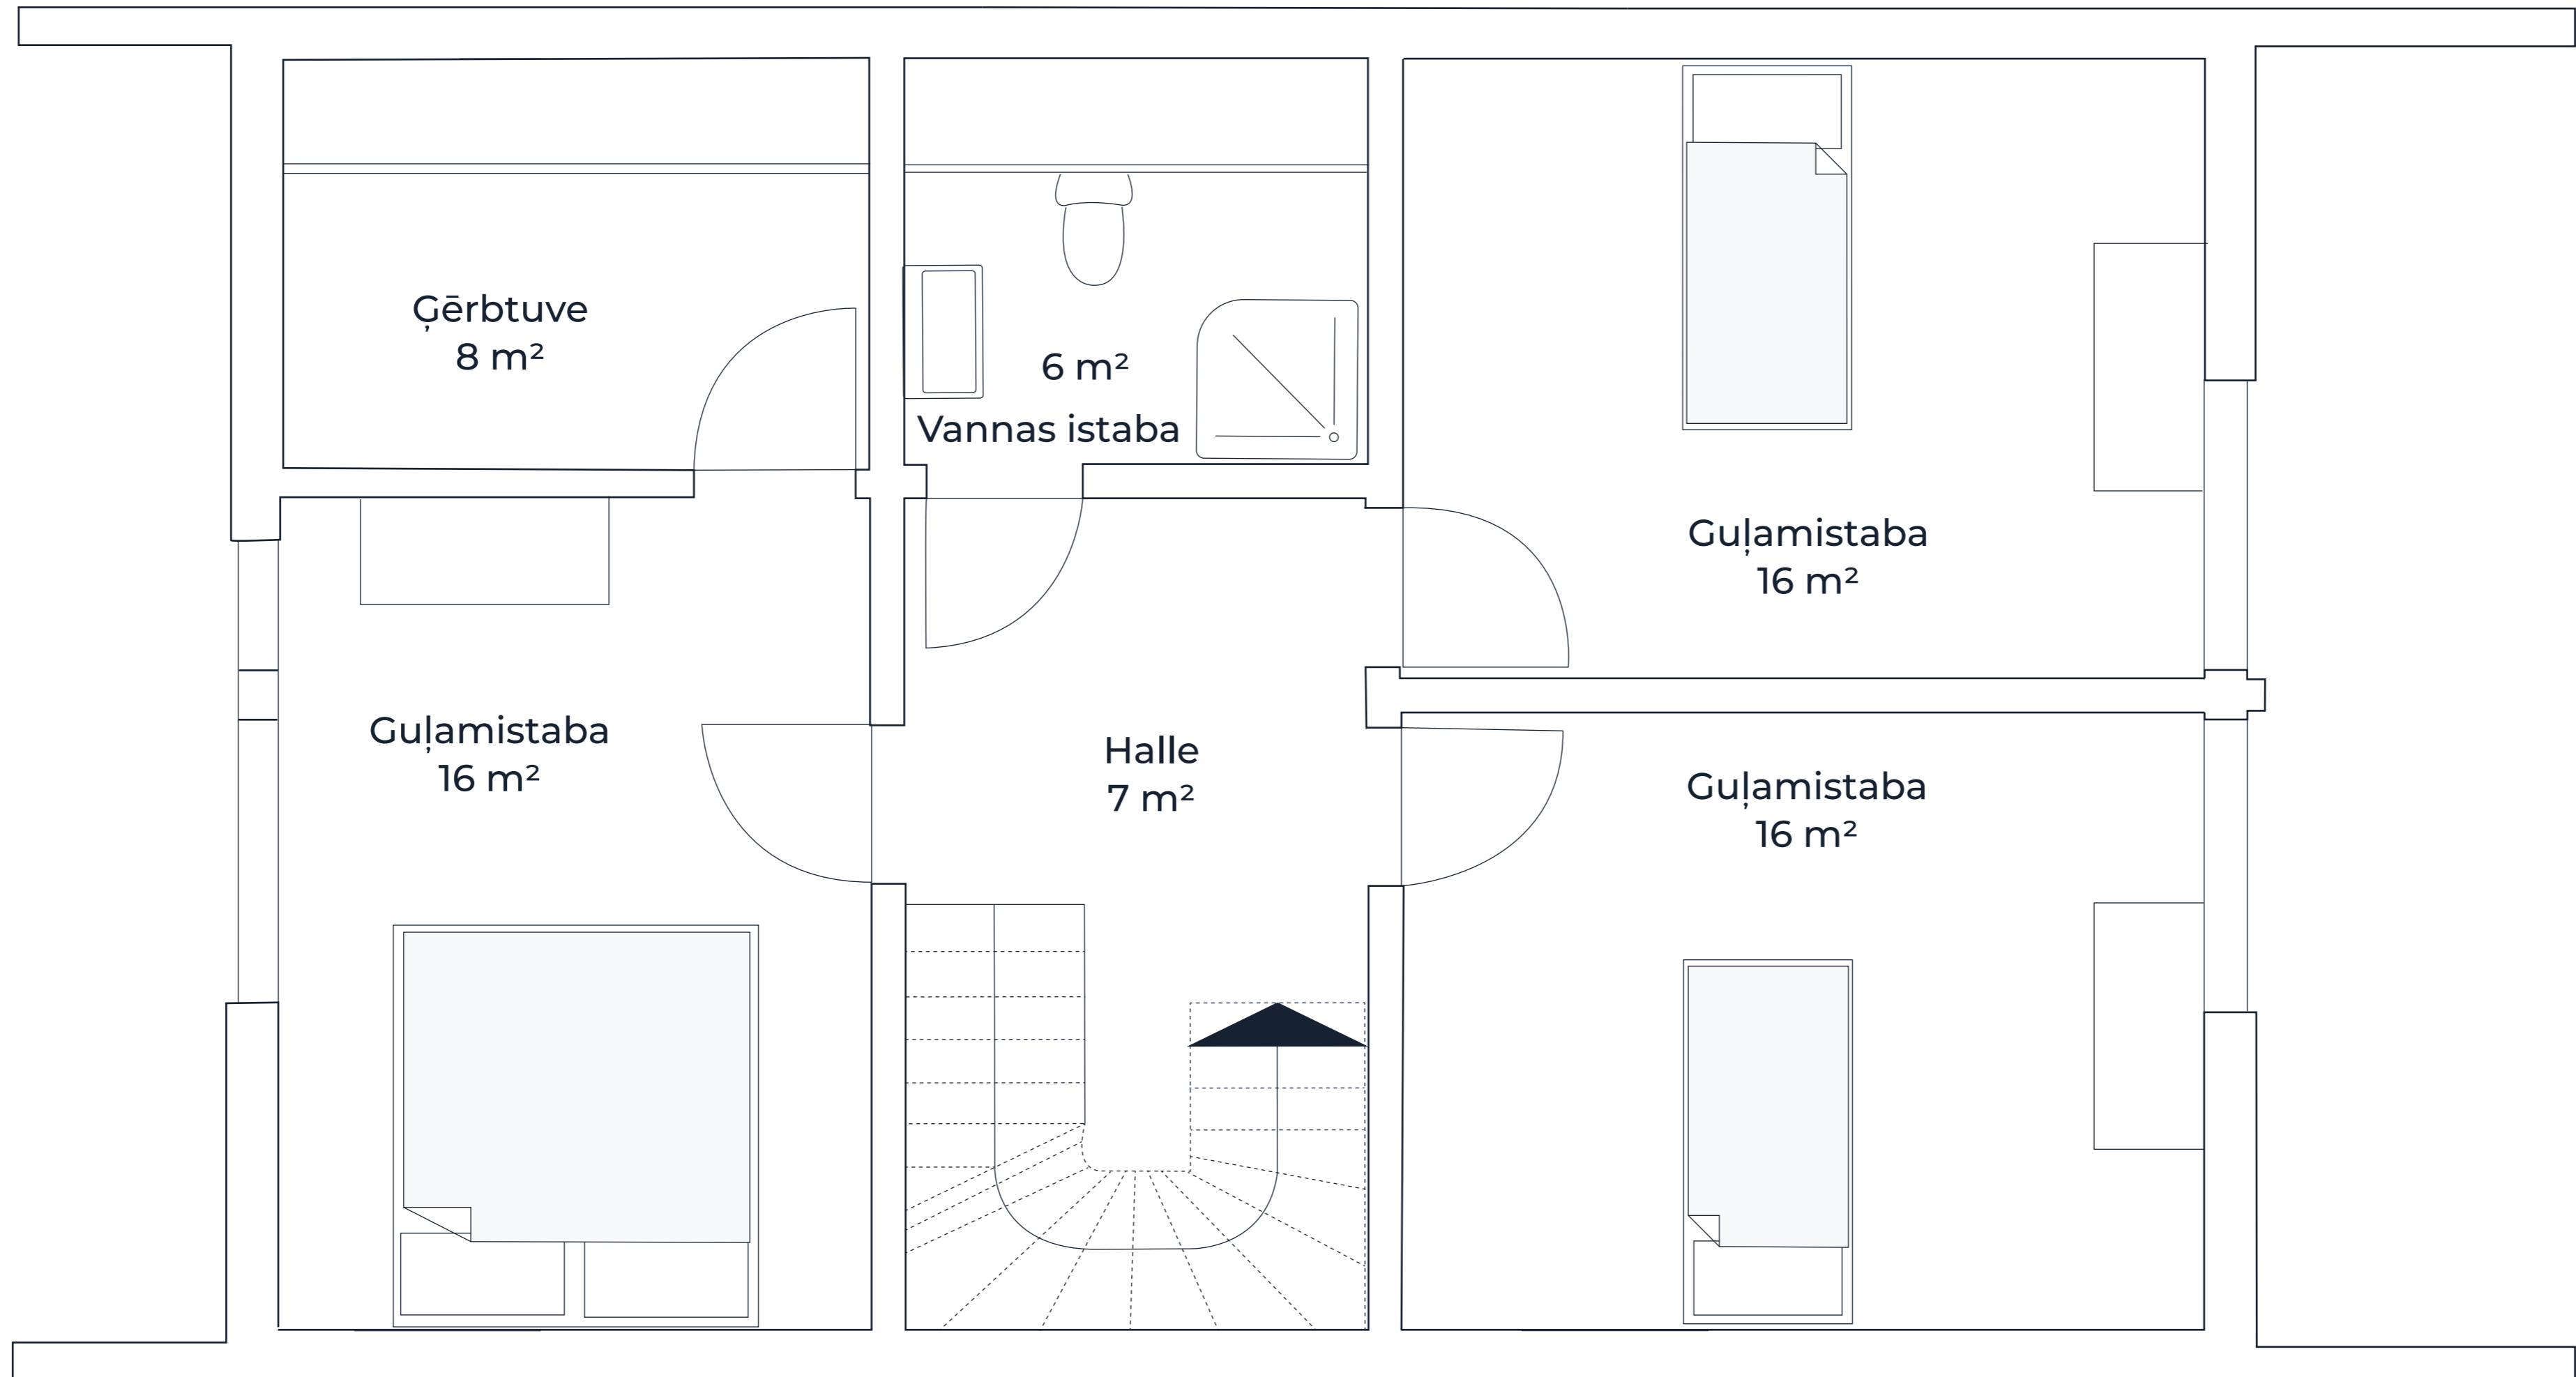 Ģērbtuve
8 m²
6 m²
Vannas istaba
Guļamistaba
16 m²
Guļamistaba
16 m²
Halle
7 m²
Guļamistaba
16 m²